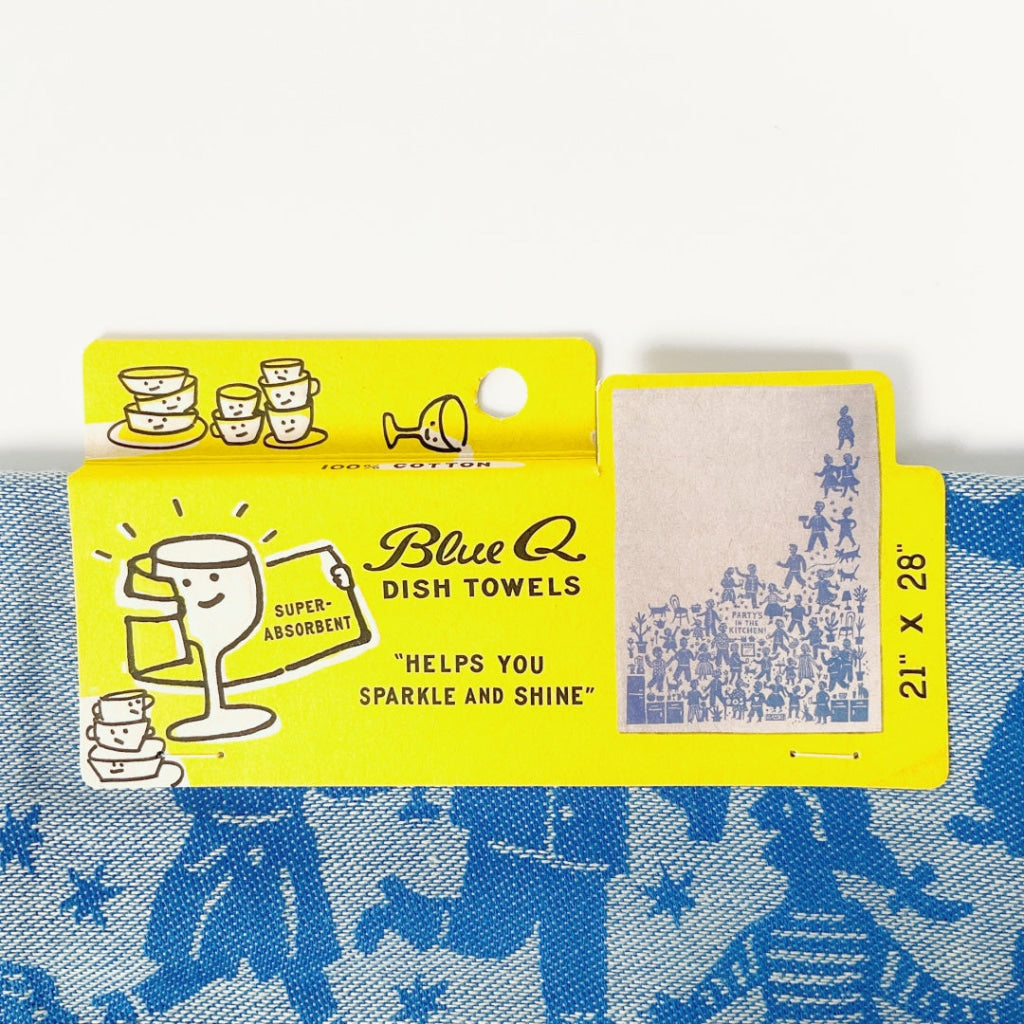 100% COTTON
Blue Q
DISH TOWELS
SUPER-
ABSORBENT
"HELPS YOU
SPARKLE AND SHINE"
PARTY'S
IN THE
KITCHEN!
21" X 28"